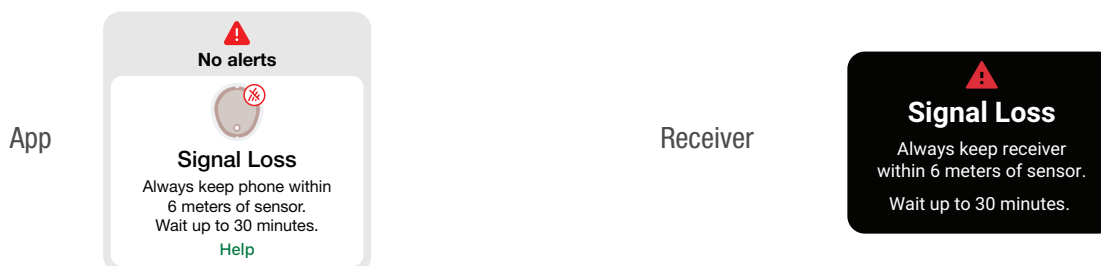 App
No alerts
Signal Loss
Always keep phone within
6 meters of sensor.
Wait up to 30 minutes.
Help
Receiver
Signal Loss
Always keep receiver
within 6 meters of sensor.
Wait up to 30 minutes.